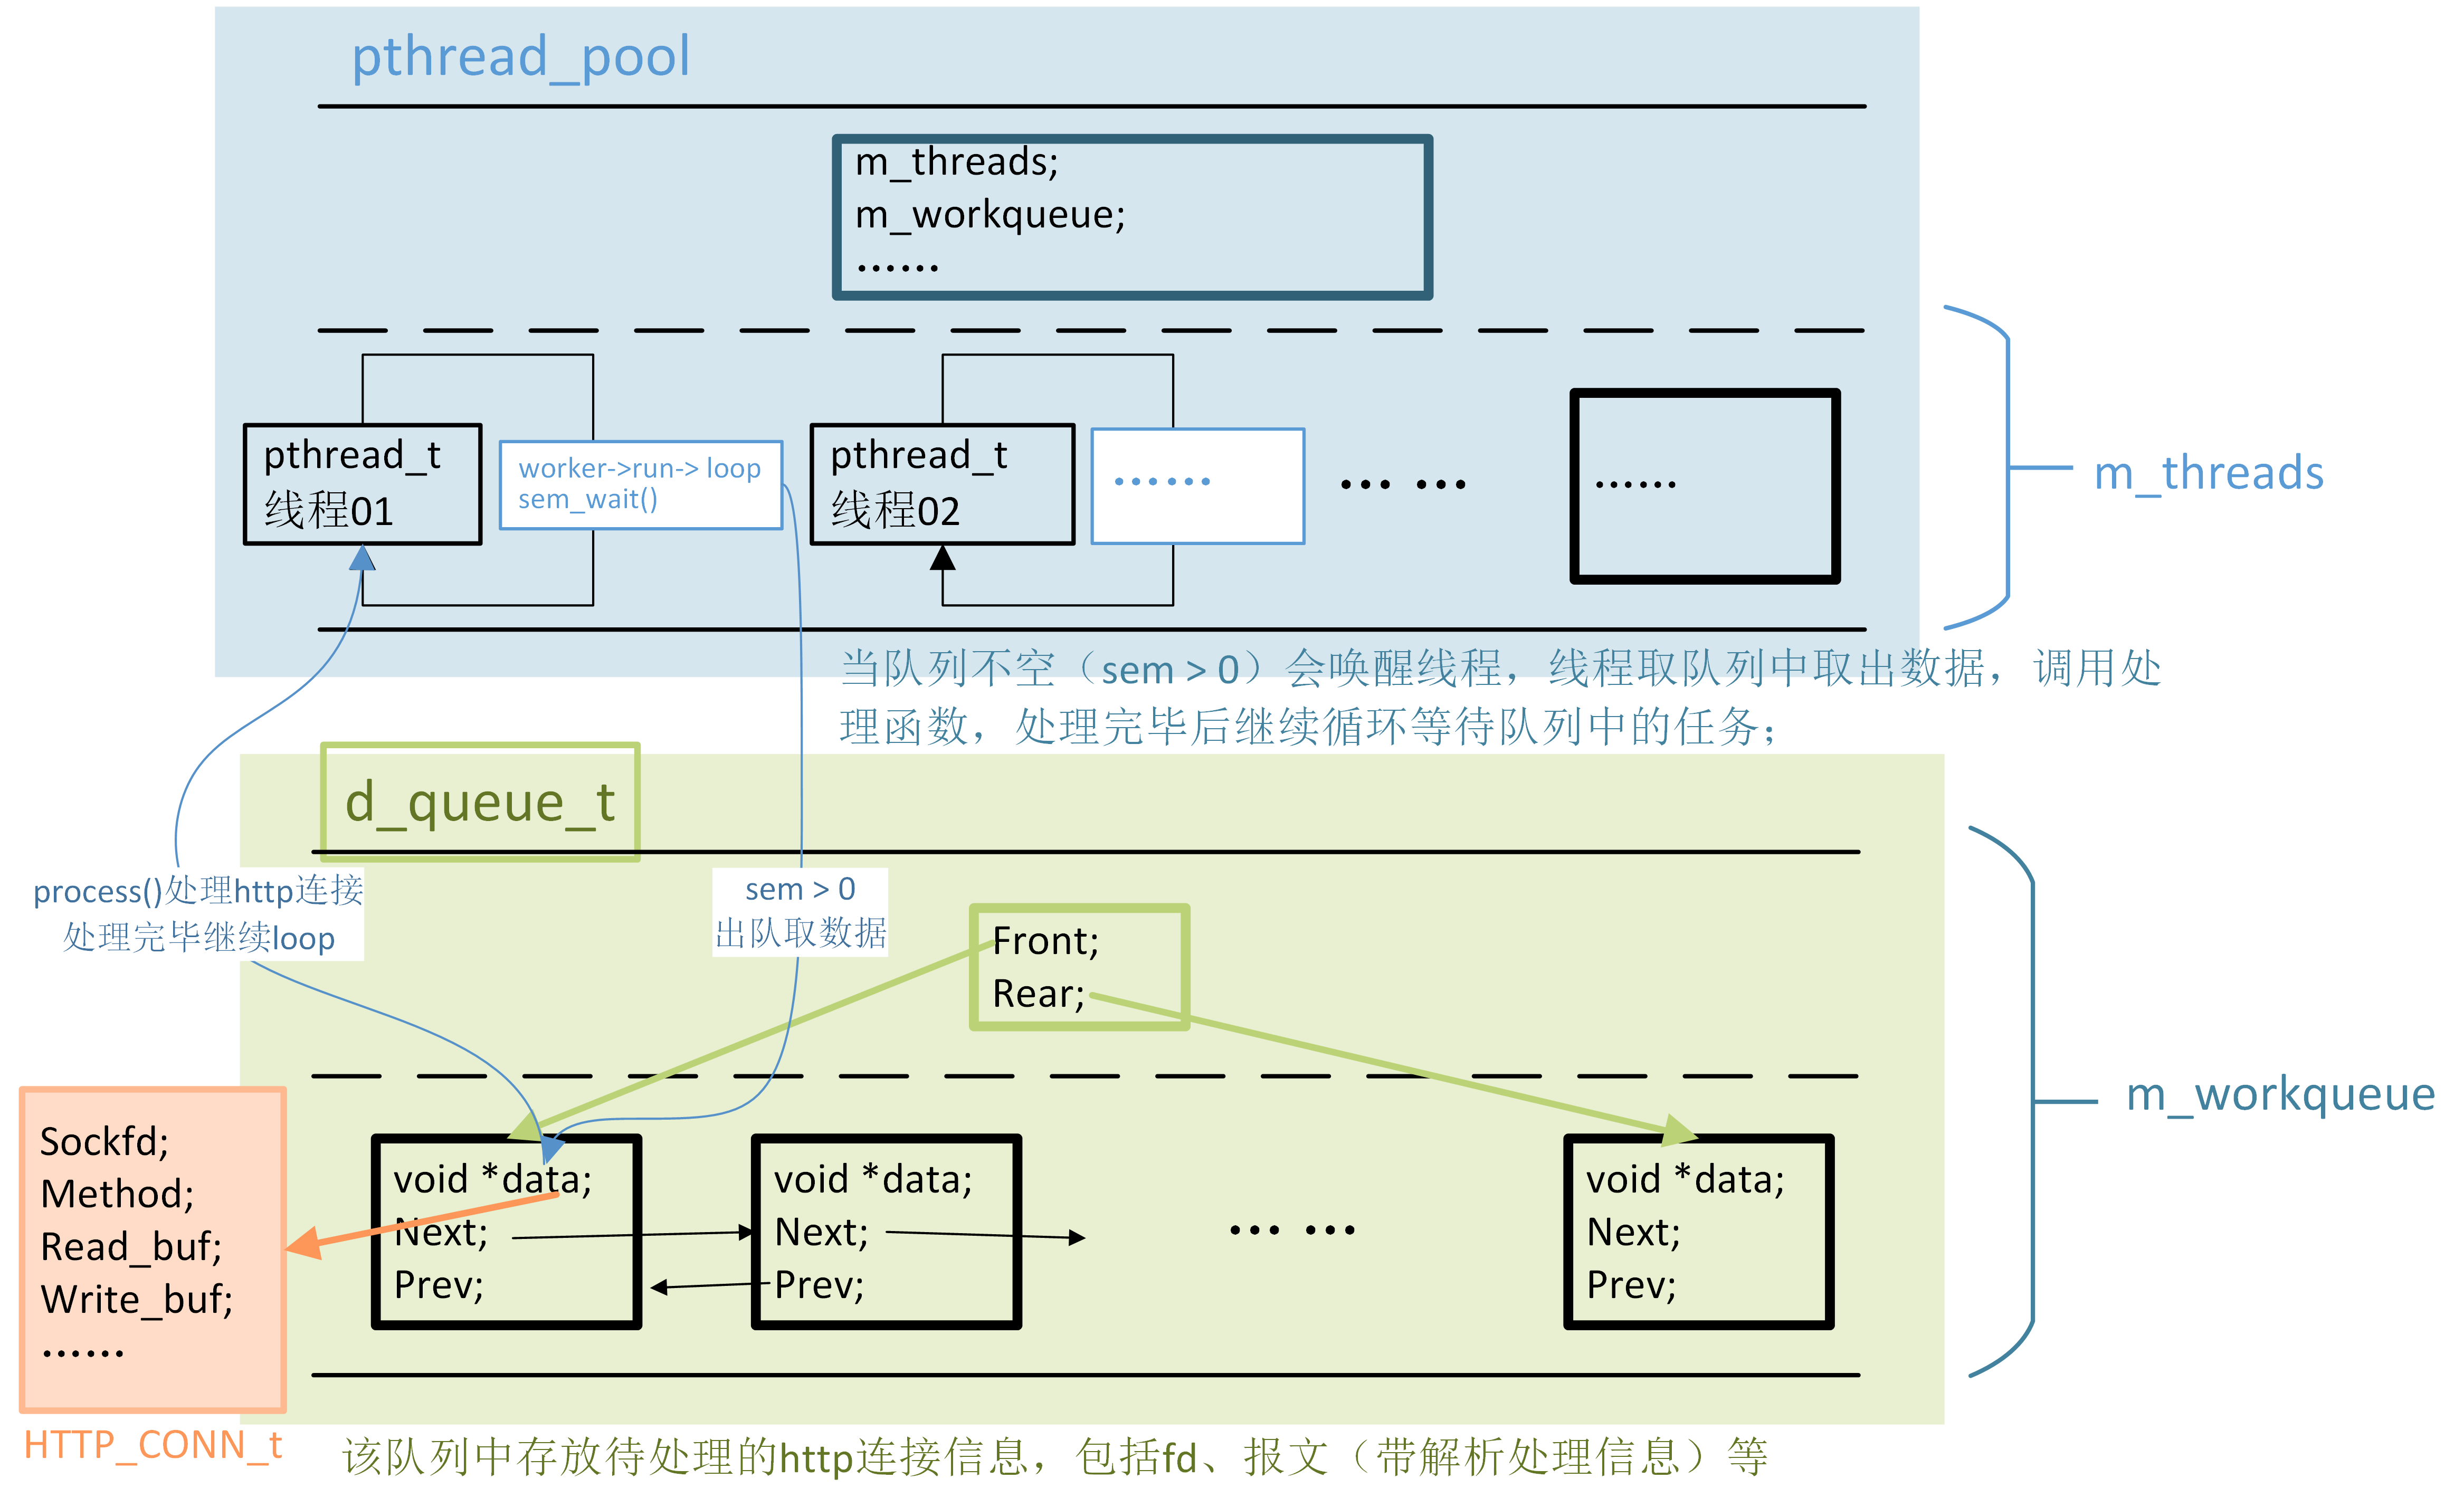 pthread_pool
m_threads;
m_workqueue;
……
pthread_t
线程01
worker->run-> loop
sem_wait()
pthread_t
线程02
……
… …
……
m_threads
当队列不空（sem > 0）会唤醒线程，线程取队列中取出数据，调用处
理函数，处理完毕后继续循环等待队列中的任务；
d_queue_t
process()处理http连接
处理完毕继续loop
sem > 0
出队取数据
Front;
Rear;
m_workqueue
Sockfd;
Method;
Read_buf;
Write_buf;
……
HTTP_CONN_t
void *data;
Next;
Prev;
void *data;
Next;
Prev;
… …
void *data;
Next;
Prev;
该队列中存放待处理的http连接信息，包括fd、报文（带解析处理信息）等